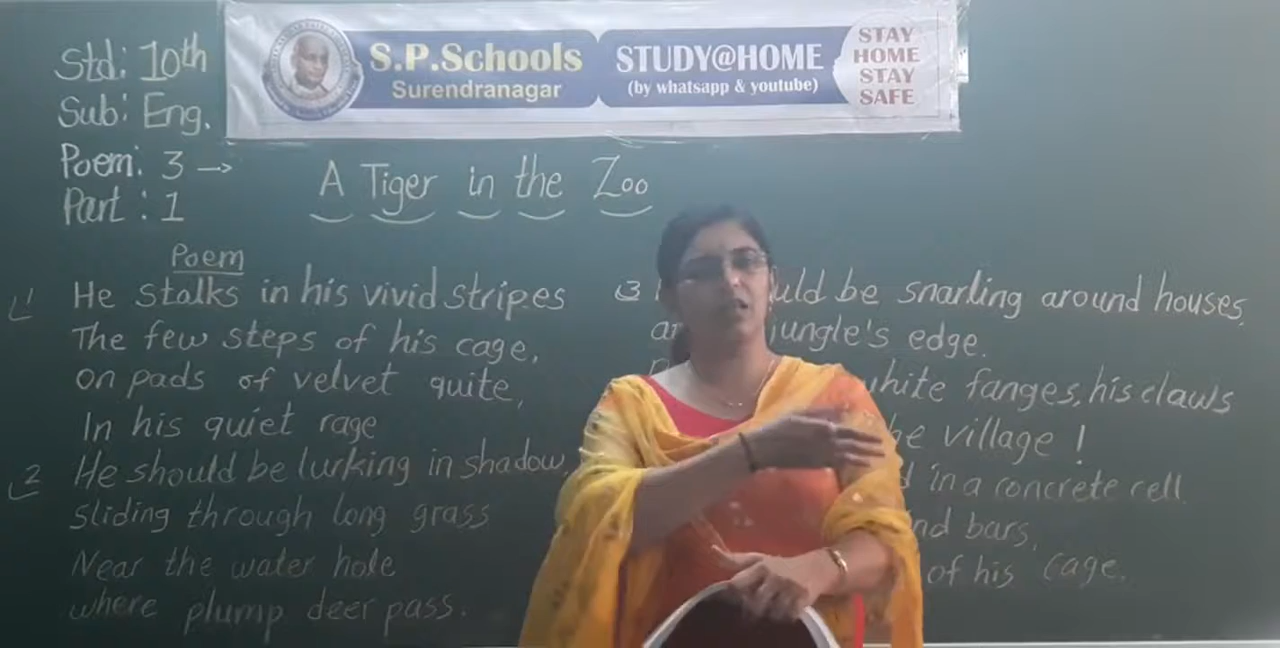 Std: 10th
Sub: Eng.
Poem: 3 →
Part : 1
S.P.Schools
Surendranagar
STUDY@HOME
(by whatsapp & youtube)
STAY
HOME
STAY
SAFE
A Tiger in the Zoo
Poem
1 He stalks in his vivid stripes
The few steps of his cage,
on pads of velvet quite,
In his quiet rage
2 He should be lurking in shadow,
sliding through long grass
Near the water hole
where plump deer pass.
3 be snarling around houses,
jungle's edge.
white fanges, his claws
village !
in a concrete cell
bars,
of his cage.